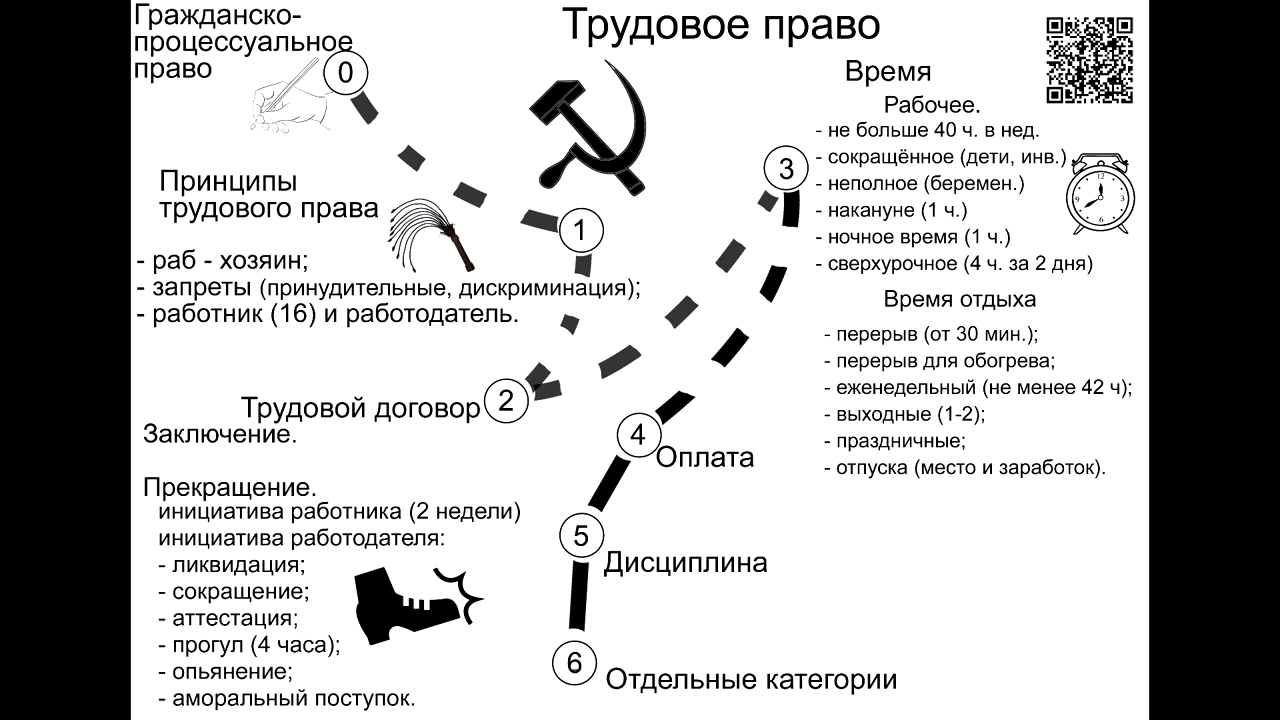 Гражданско-
процессуальное
право
0
Трудовое право
Время
Рабочее.
- не больше 40 ч. в нед.
- сокращённое (дети, инв.)
- неполное (беремен.)
- накануне (1 ч.)
- ночное время (1 ч.)
- сверхурочное (4 ч. за 2 дня)
3
12
3
6
9
Время отдыха
- перерыв (от 30 мин.);
- перерыв для обогрева;
- еженедельный (не менее 42 ч);
- выходные (1-2);
- праздничные;
- отпуска (место и заработок).
Принципы
трудового права
1
- раб - хозяин;
- запреты (принудительные, дискриминация);
- работник (16) и работодатель.
Трудовой договор
2
Заключение.
Прекращение.
инициатива работника (2 недели)
инициатива работодателя:
- ликвидация;
- сокращение;
- аттестация;
- прогул (4 часа);
- опьянение;
- аморальный поступок.
4
Оплата
5
Дисциплина
6
Отдельные категории